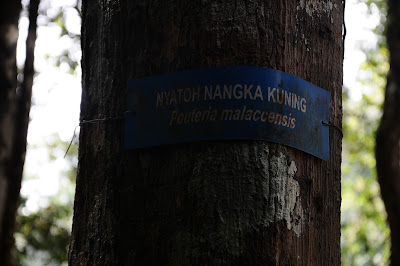 NYATOH NANGKA KUNING
Pouteria malaccensis